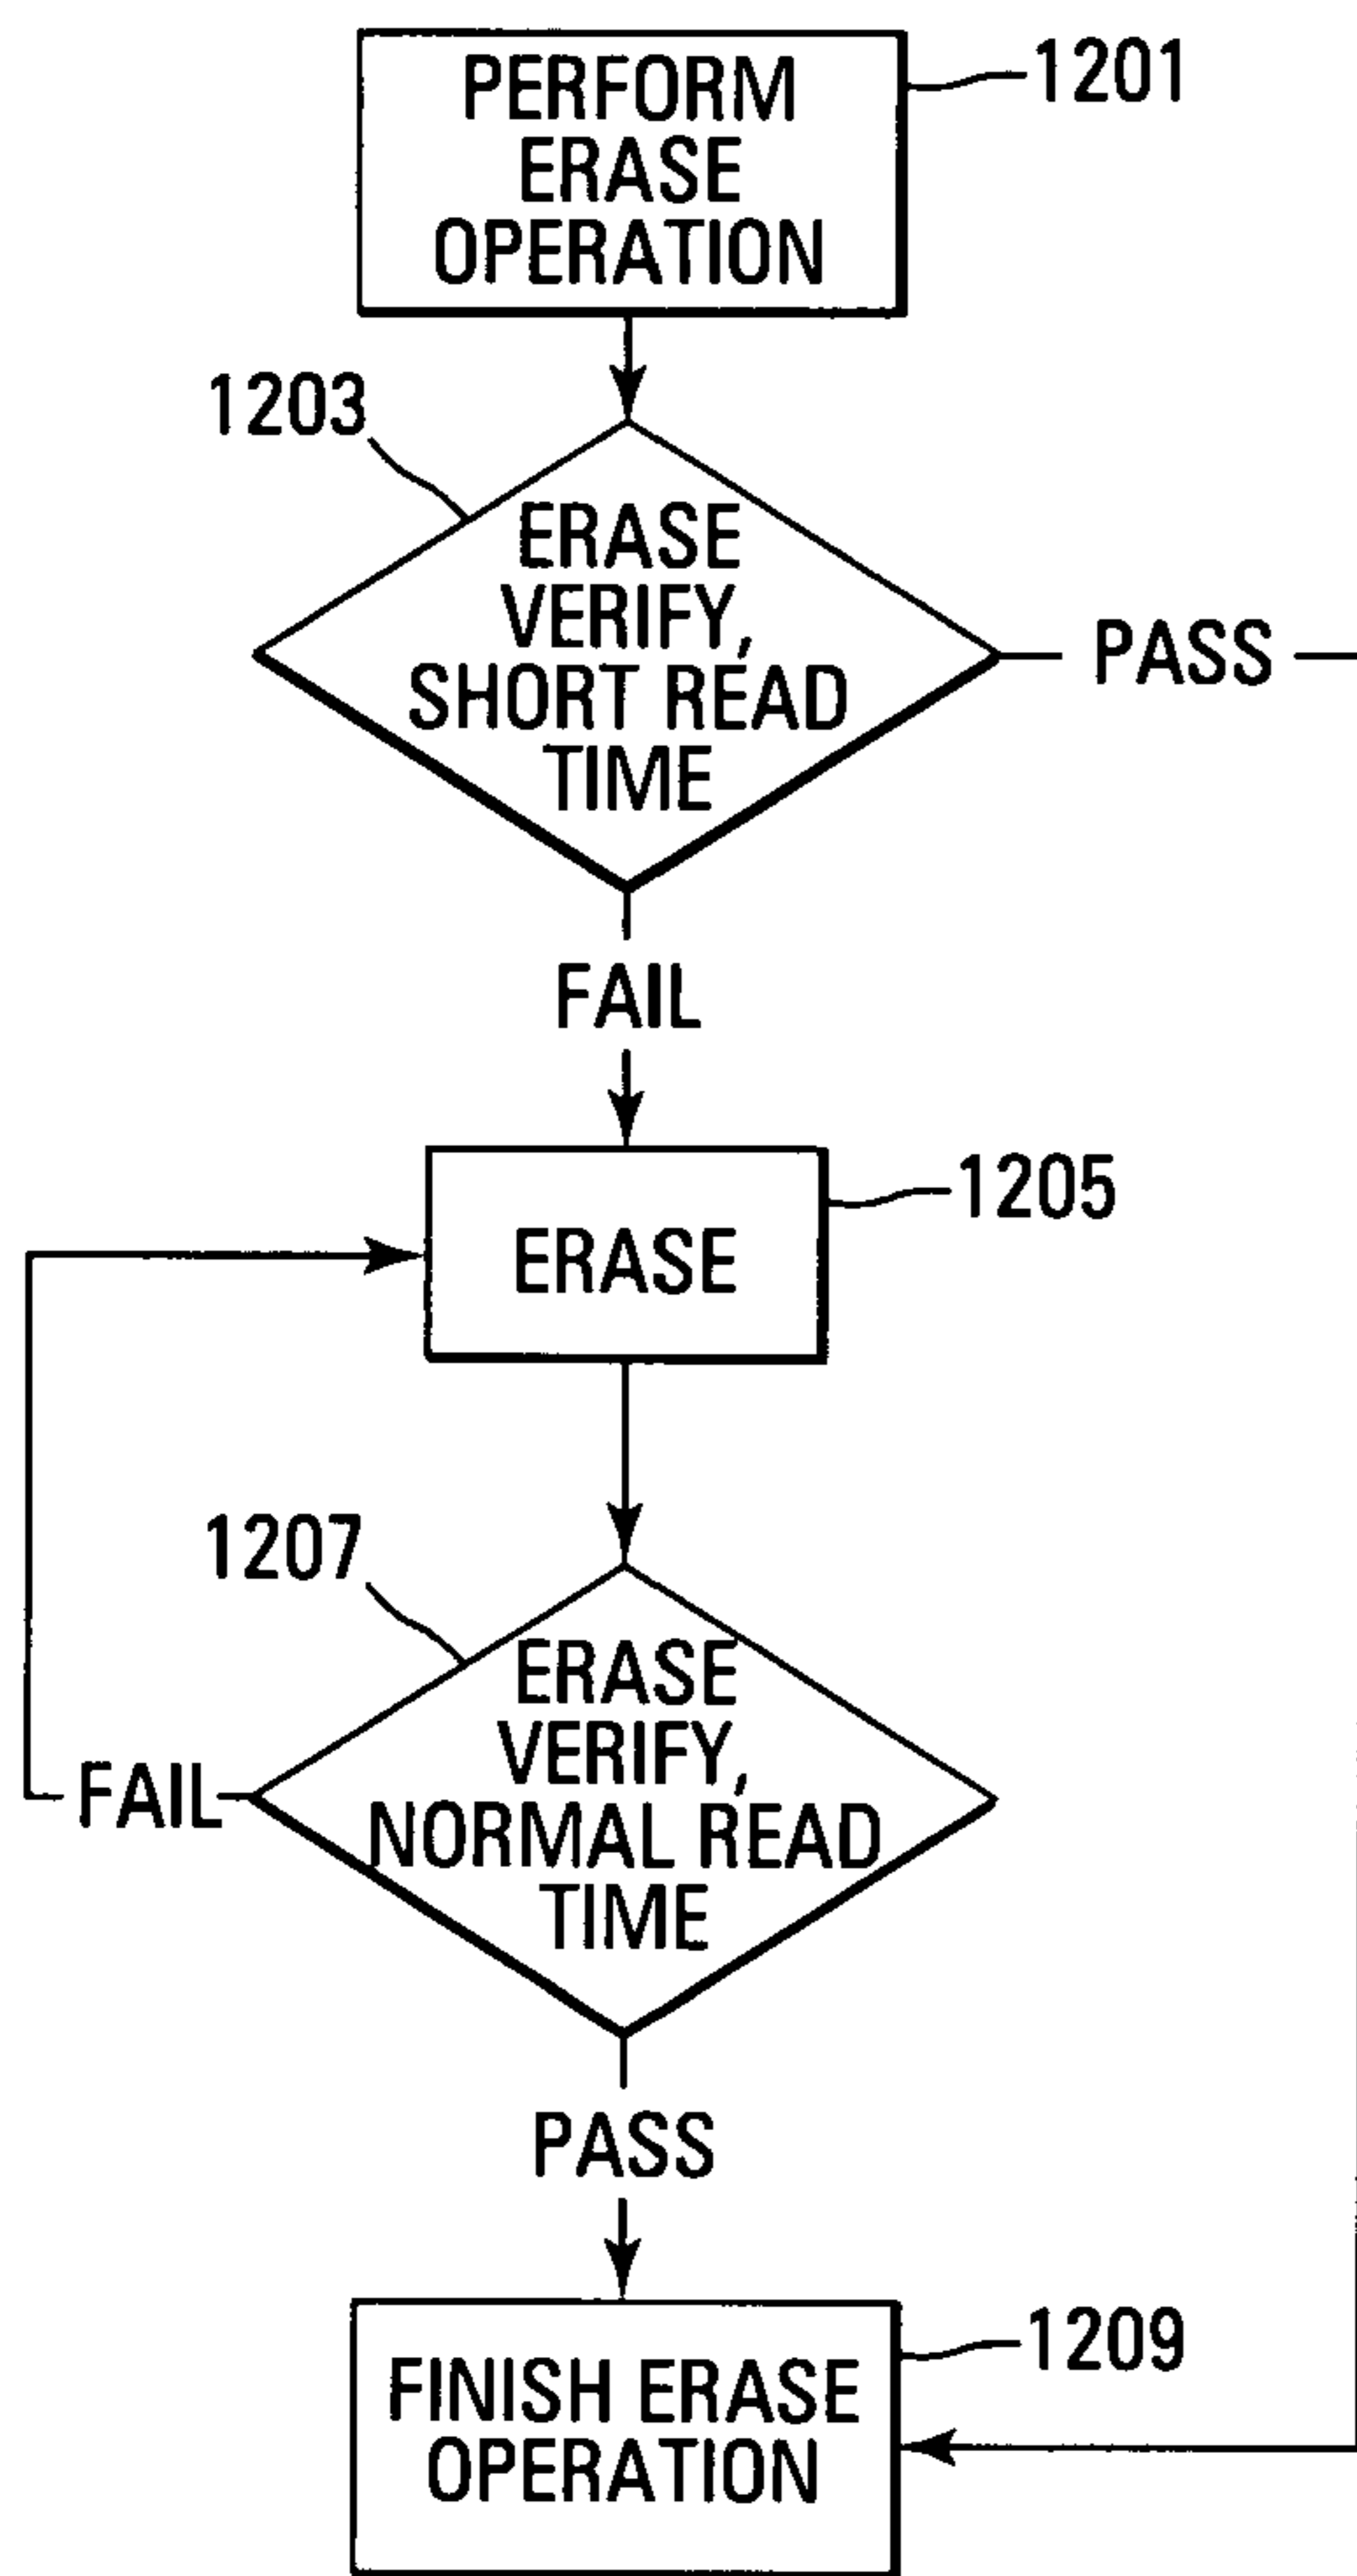 PERFORM
ERASE
OPERATION
1201
1203
ERASE
VERIFY,
SHORT READ
TIME
PASS
FAIL
1205
ERASE
1207
ERASE
VERIFY,
NORMAL READ
TIME
FAIL
PASS
1209
FINISH ERASE
OPERATION